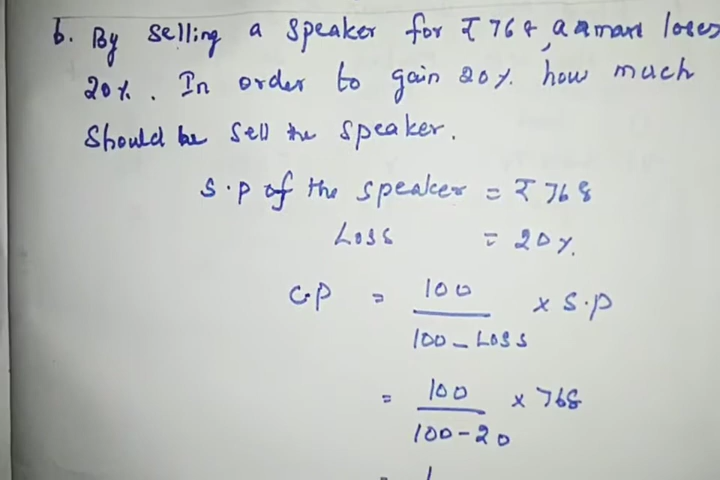 6. By selling a speaker for ₹ 768, a man loses
20%. In order to gain 20% how much
should he sell the speaker.
S.P of the speaker = ₹ 768
Loss = 20%.
C.P = 100 / 100 - Loss × S.P
= 100 / 100 - 20 × 768
=